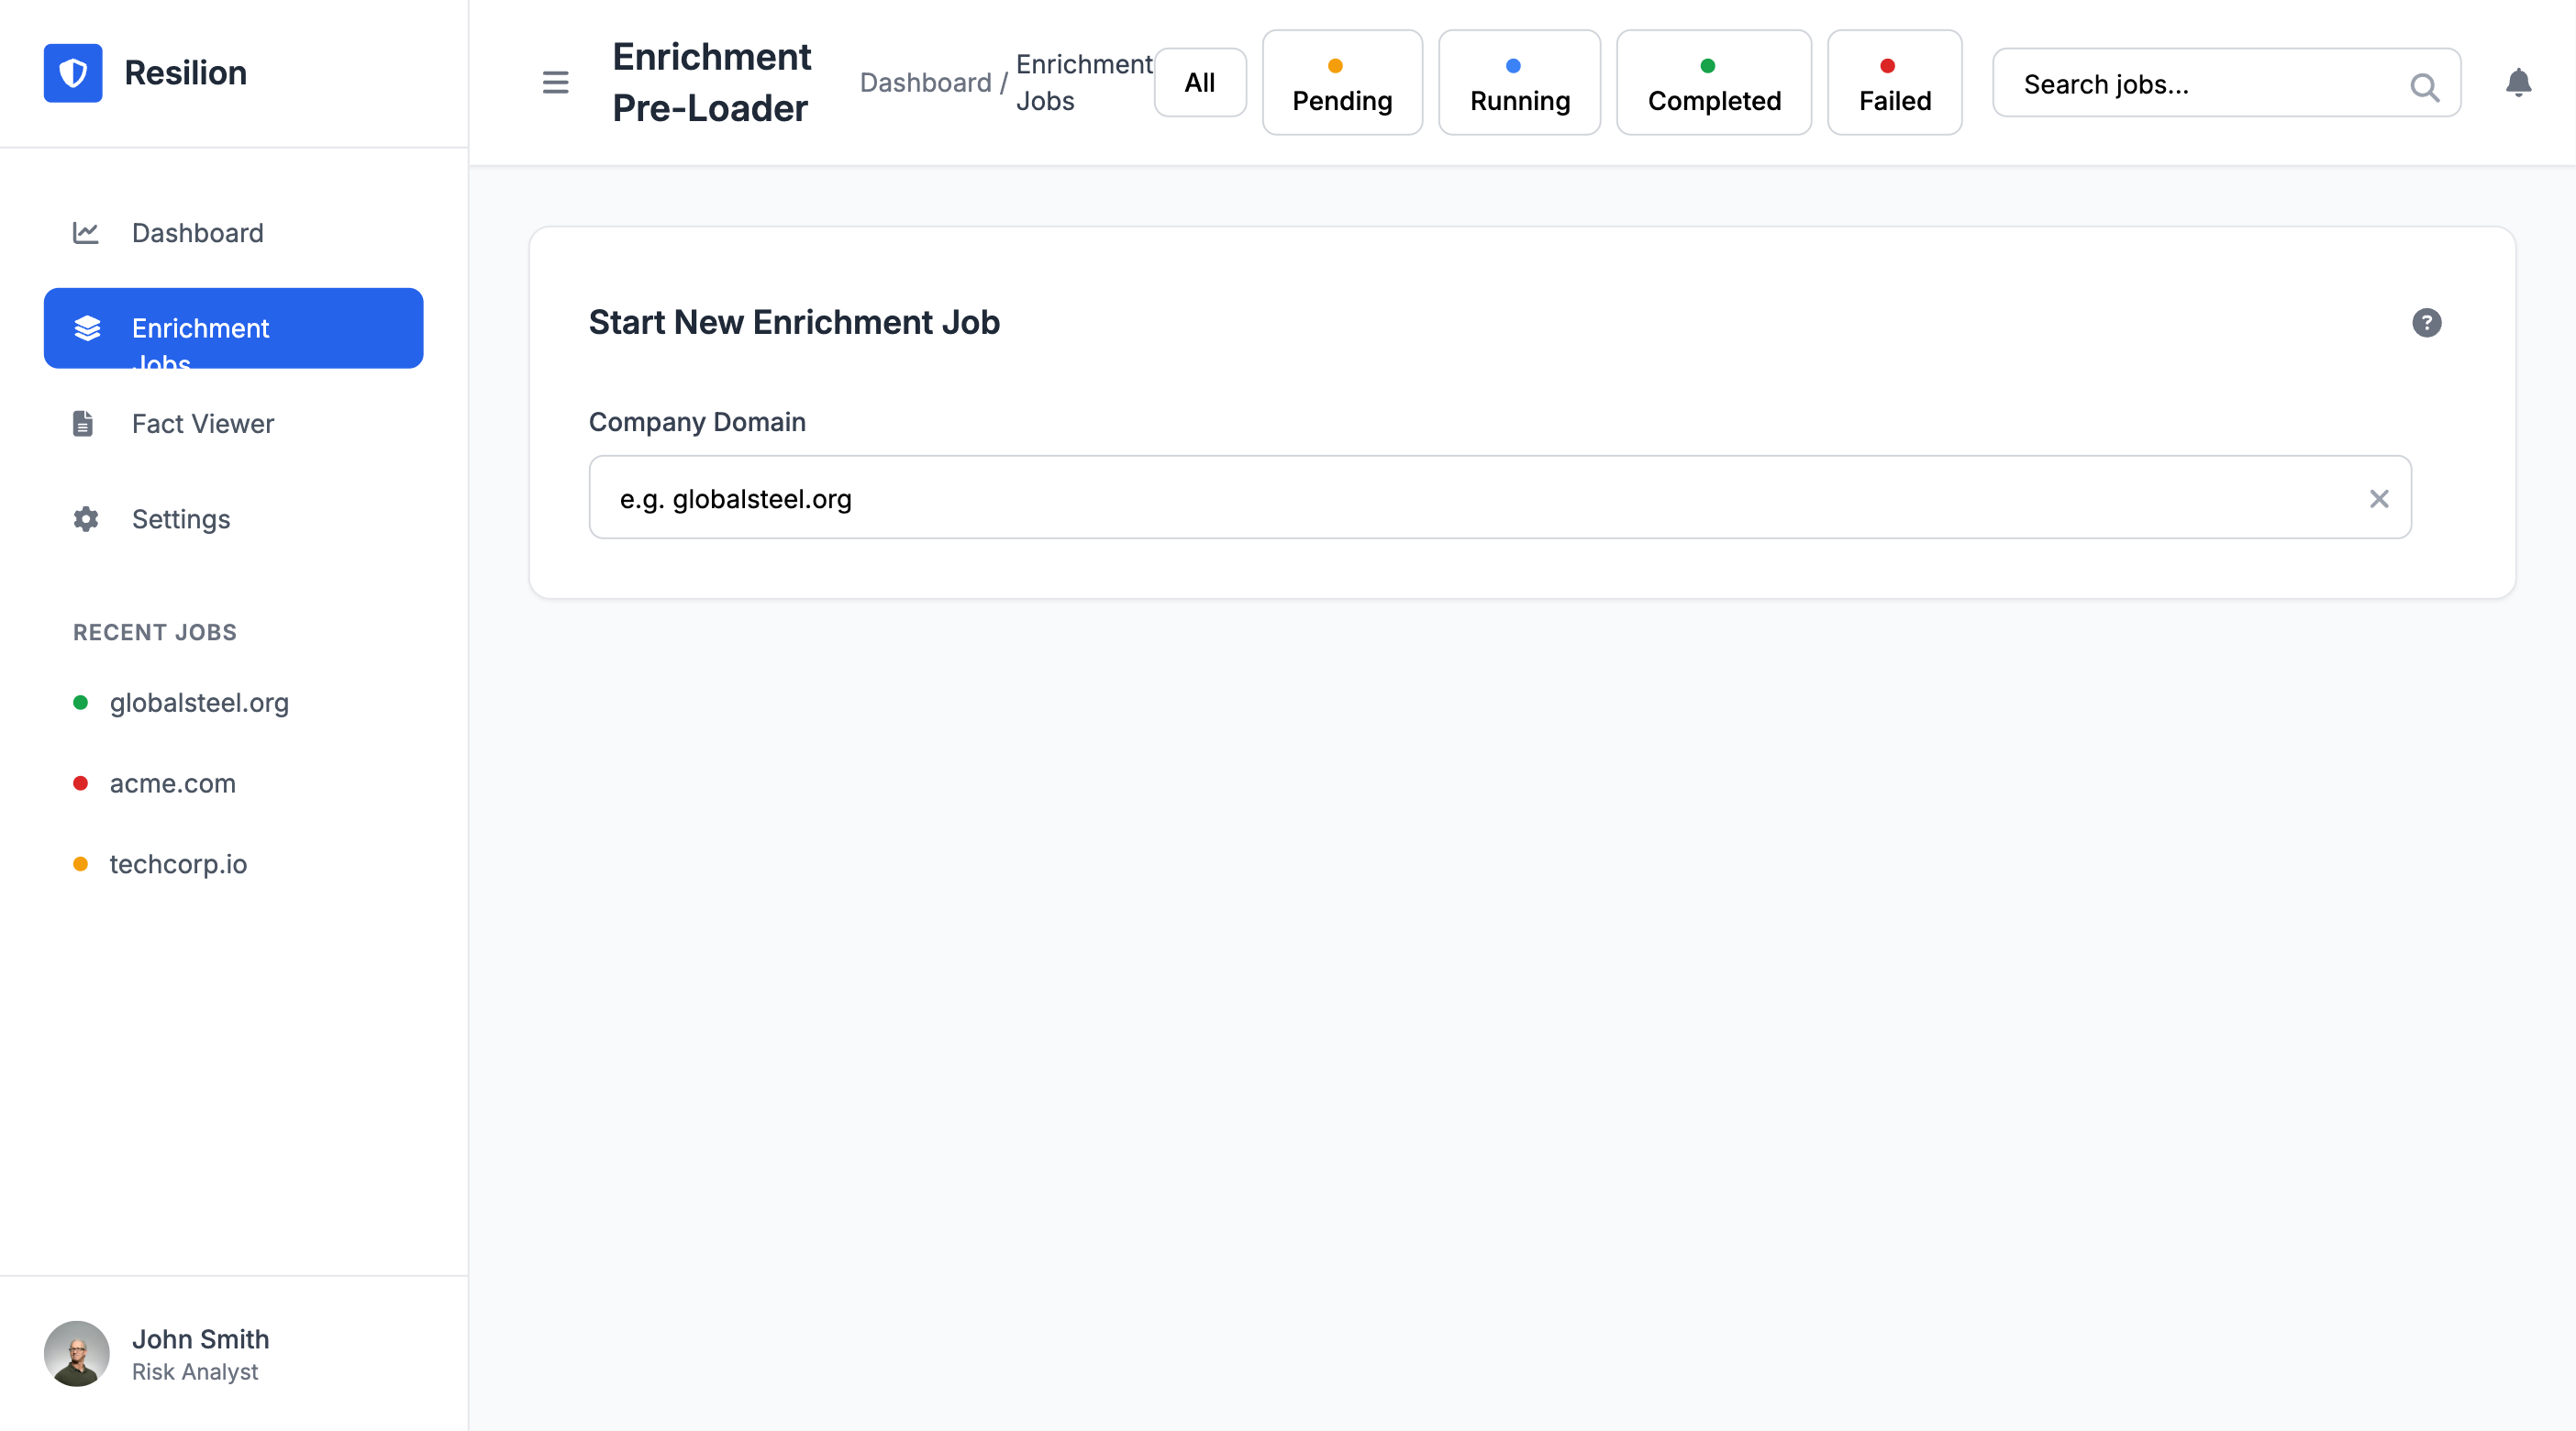 Resilion
Dashboard
Enrichment
Jobs
Fact Viewer
Settings
RECENT JOBS
globalsteel.org
acme.com
techcorp.io
John Smith
Risk Analyst
Enrichment
Pre-Loader
Dashboard /
Enrichment
Jobs
All
Pending
Running
Completed
Failed
Search jobs...
Start New Enrichment Job
?
Company Domain
e.g. globalsteel.org